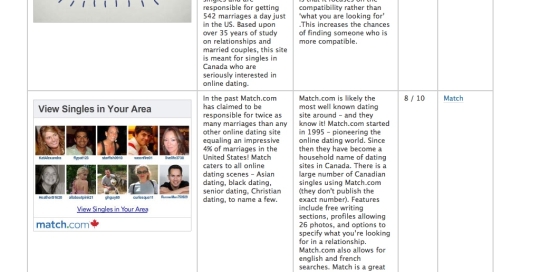 singles and are
responsible for getting
542 marriages a day just
in the US. Based upon
over 35 years of study
on relationships and
married couples, this site
is meant for singles in
Canada who are
seriously interested in
online dating.
is that it focuses on the
compatibility rather than
'what you are looking for'
.This increases the chances
of finding someone who is
more compatible.
View Singles in Your Area
View Singles in Your Area
match.com
In the past Match.com
has claimed to be
responsible for twice as
many marriages than any
other online dating site
equaling an impressive
4% of marriages in the
United States! Match
caters to all online
dating scenes – Asian
dating, black dating,
senior dating, Christian
dating, to name a few.
Match.com is likely the
most well known dating
site around – and they
know it! Match.com started
in 1995 – pioneering the
online dating world. Since
then they have become a
household name of dating
sites in Canada. There is a
large number of Canadian
singles using Match.com
(they don't publish the
exact number). Features
include free writing
sections, profiles allowing
26 photos, and options to
specify what you're looking
for in a relationship.
Match.com also allows for
english and french
searches. Match is a great
8 / 10
Match